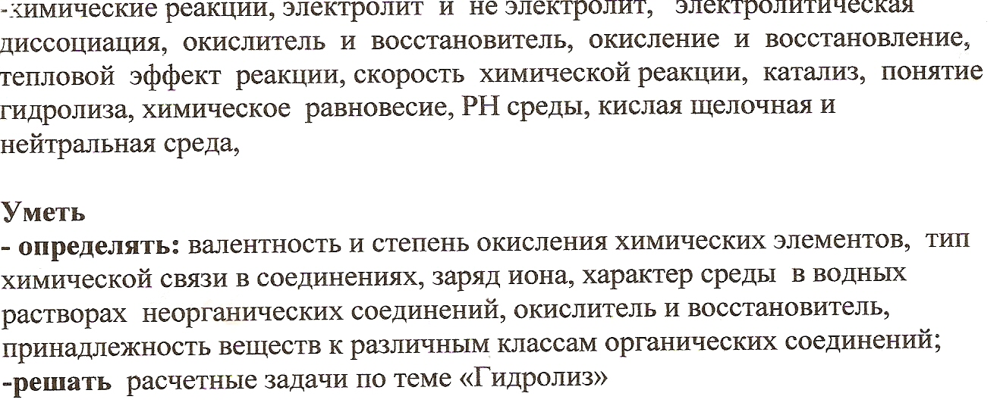 -химические реакции, электролит и не электролит, электролитическая
диссоциация, окислитель и восстановитель, окисление и восстановление,
тепловой эффект реакции, скорость химической реакции, катализ, понятие
гидролиза, химическое равновесие, РН среды, кислая щелочная и
нейтральная среда,
Уметь
- определять: валентность и степень окисления химических элементов, тип
химической связи в соединениях, заряд иона, характер среды в водных
растворах неорганических соединений, окислитель и восстановитель,
принадлежность веществ к различным классам органических соединений;
-решать расчетные задачи по теме «Гидролиз»